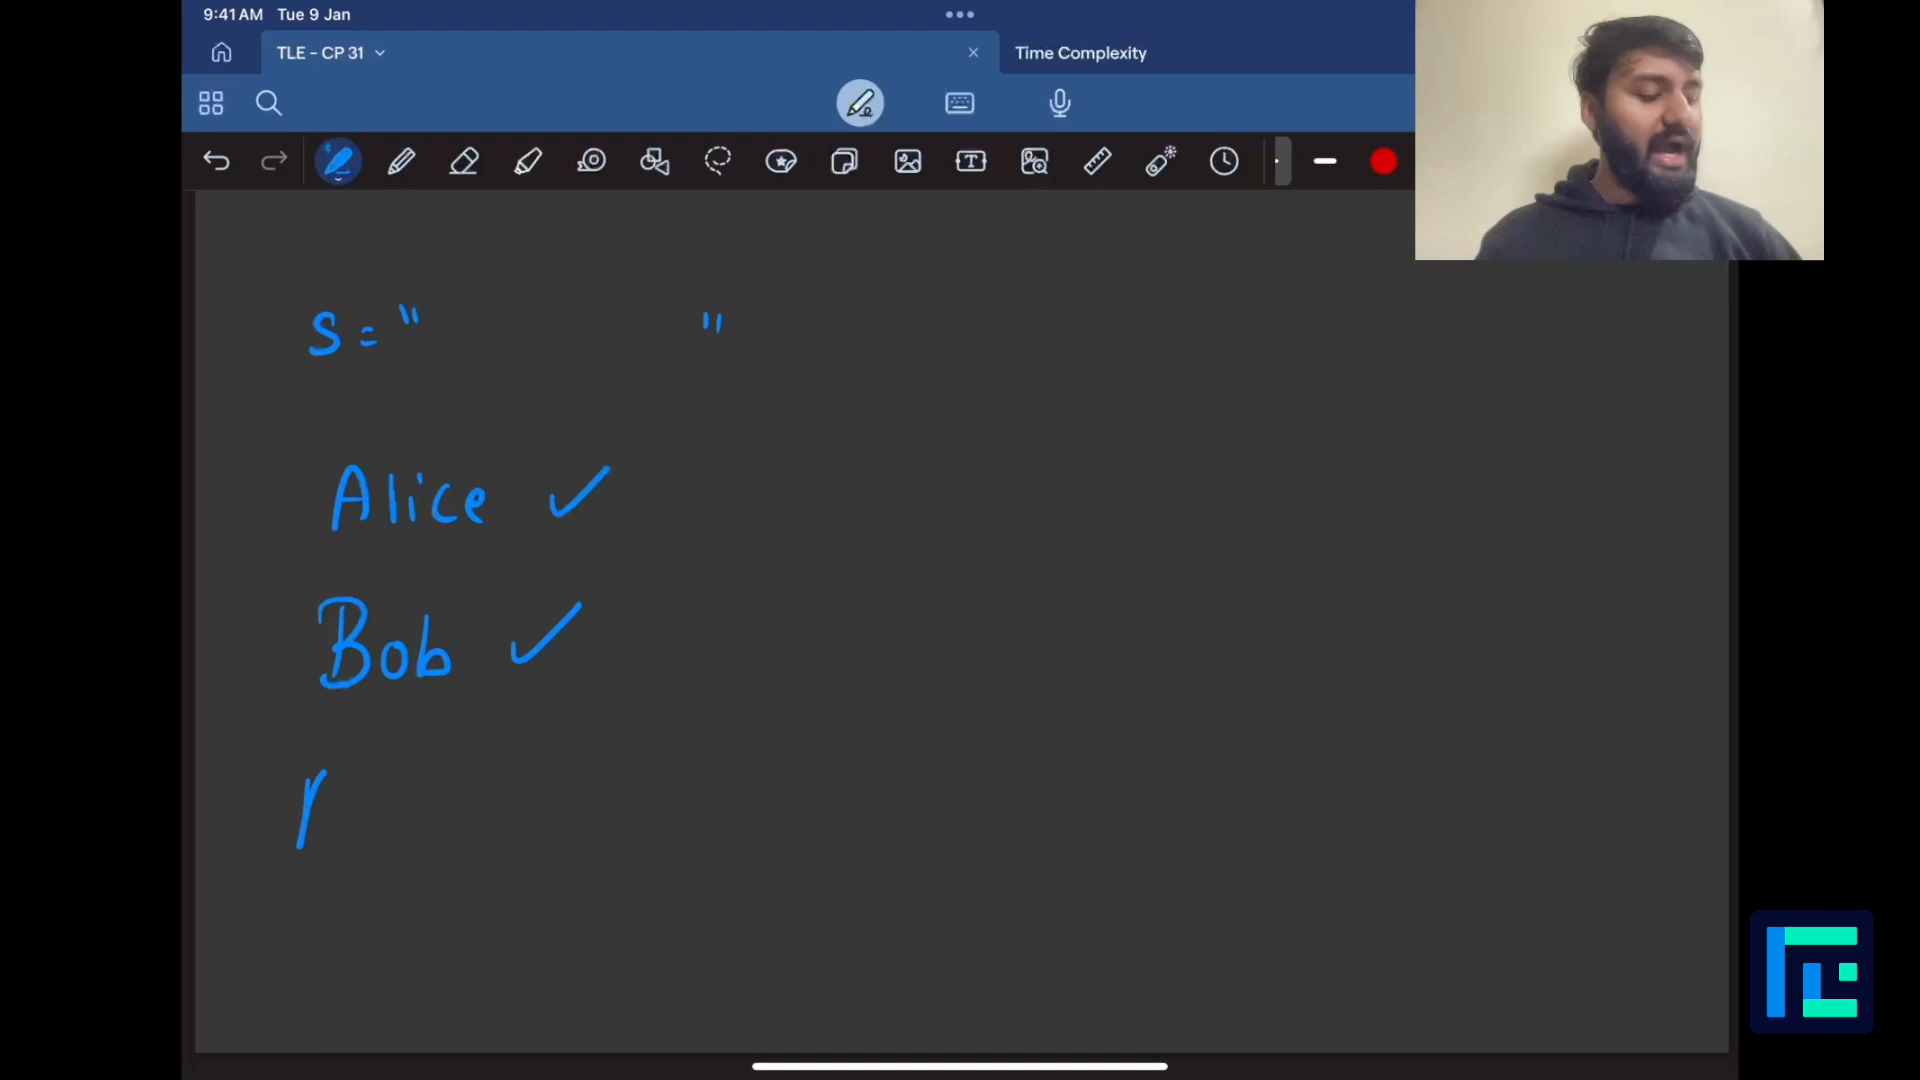 9:41 AM Tue 9 Jan
TLE - CP 31
Time Complexity
S = " "
Alice ✓
Bob ✓